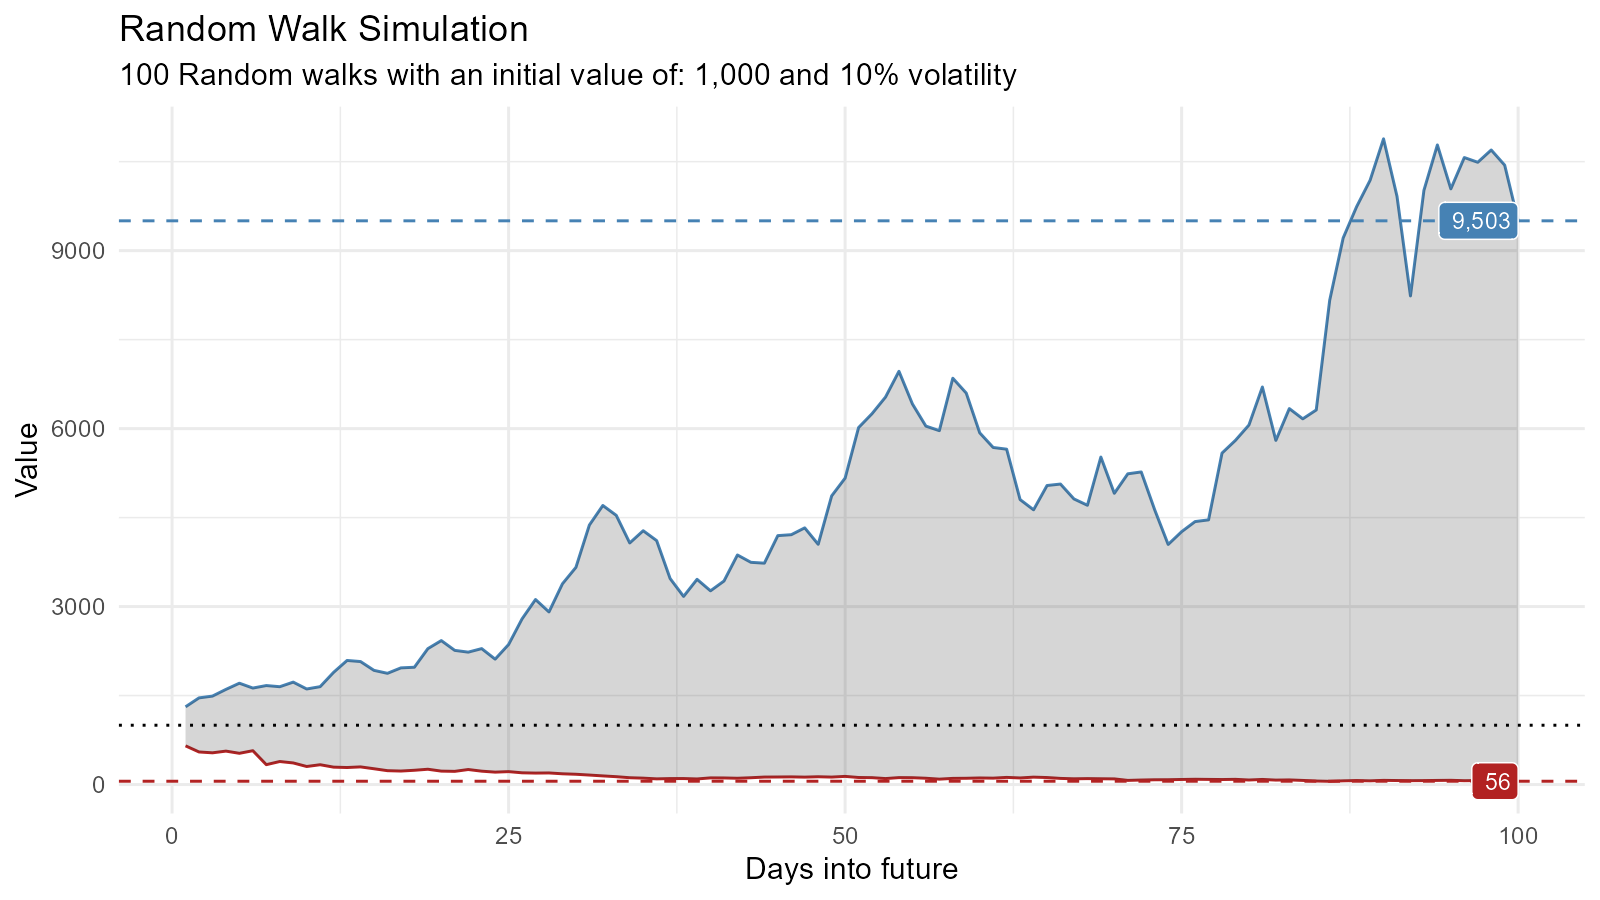 Random Walk Simulation
100 Random walks with an initial value of: 1,000 and 10% volatility
Value
9000
6000
3000
0
9,503
56
0 25 50 75 100
Days into future